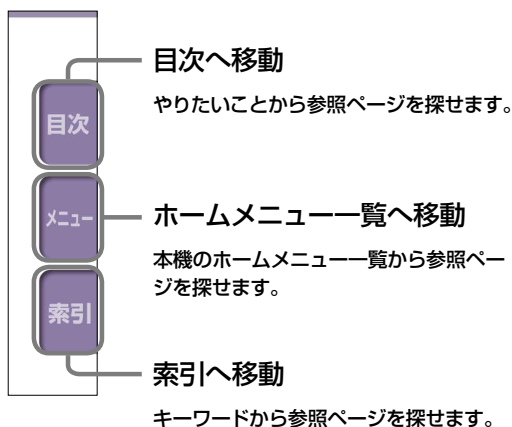 目次へ移動
やりたいことから参照ページを探せます。
目次
メニュー
ホームメニュー一覧へ移動
本機のホームメニュー一覧から参照ペー
ジを探せます。
索引
索引へ移動
キーワードから参照ページを探せます。